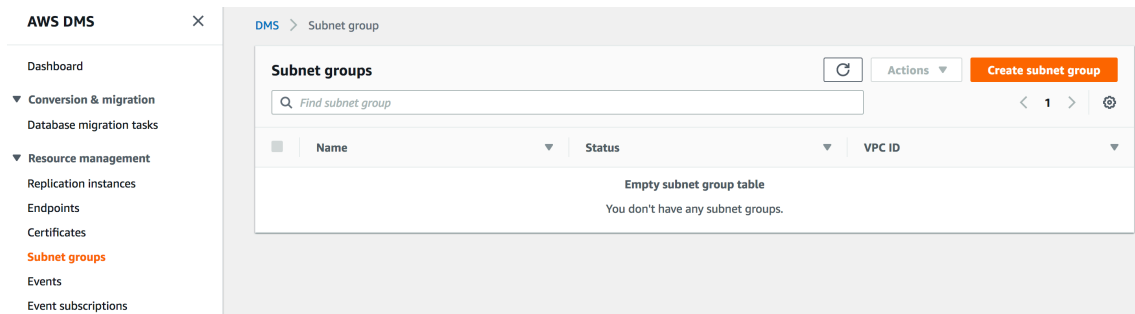 AWS DMS
Dashboard
Conversion & migration
Database migration tasks
Resource management
Replication instances
Endpoints
Certificates
Subnet groups
Events
Event subscriptions
DMS > Subnet group
Subnet groups
Actions
Create subnet group
Find subnet group
1
Name Status VPC ID
Empty subnet group table
You don't have any subnet groups.